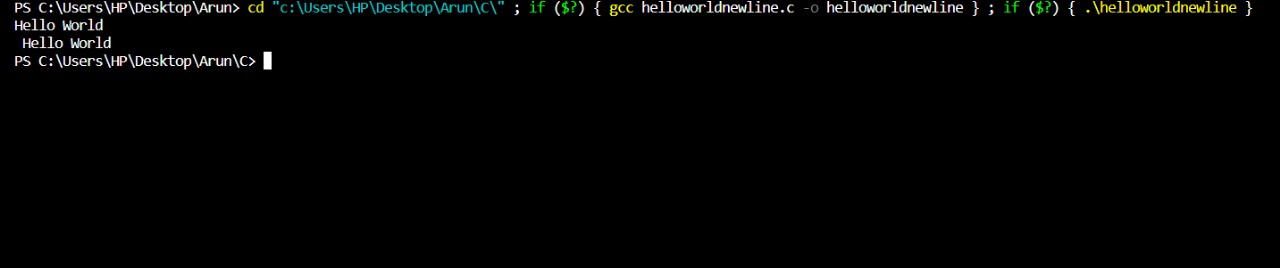 PS C:\Users\HP\Desktop\Arun> cd "c:\Users\HP\Desktop\Arun\C\" ; if ($?) { gcc helloworldnewline.c -o helloworldnewline } ; if ($?) { .\helloworldnewline }
Hello World
 Hello World
PS C:\Users\HP\Desktop\Arun\C>